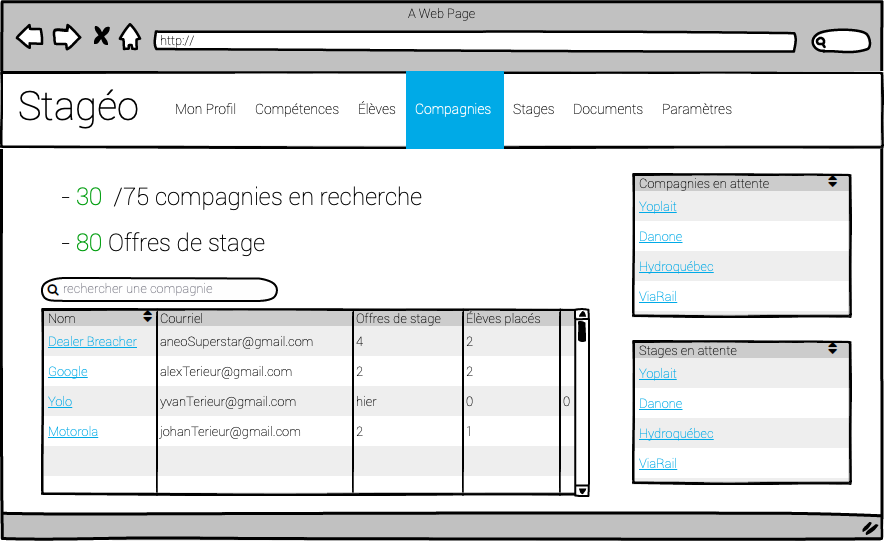 A Web Page
http://
Stagéo
Mon Profil Compétences Élèves Compagnies Stages Documents Paramètres
- 30 /75 compagnies en recherche
- 80 Offres de stage
rechercher une compagnie
Nom Courriel Offres de stage Élèves placés
Dealer Breacher aneoSuperstar@gmail.com 4 2
Google alexTerieur@gmail.com 2 2
Yolo yvanTerieur@gmail.com hier 0 0
Motorola johanTerieur@gmail.com 2 1
Compagnies en attente
Yoplait
Danone
Hydroquébec
ViaRail
Stages en attente
Yoplait
Danone
Hydroquébec
ViaRail